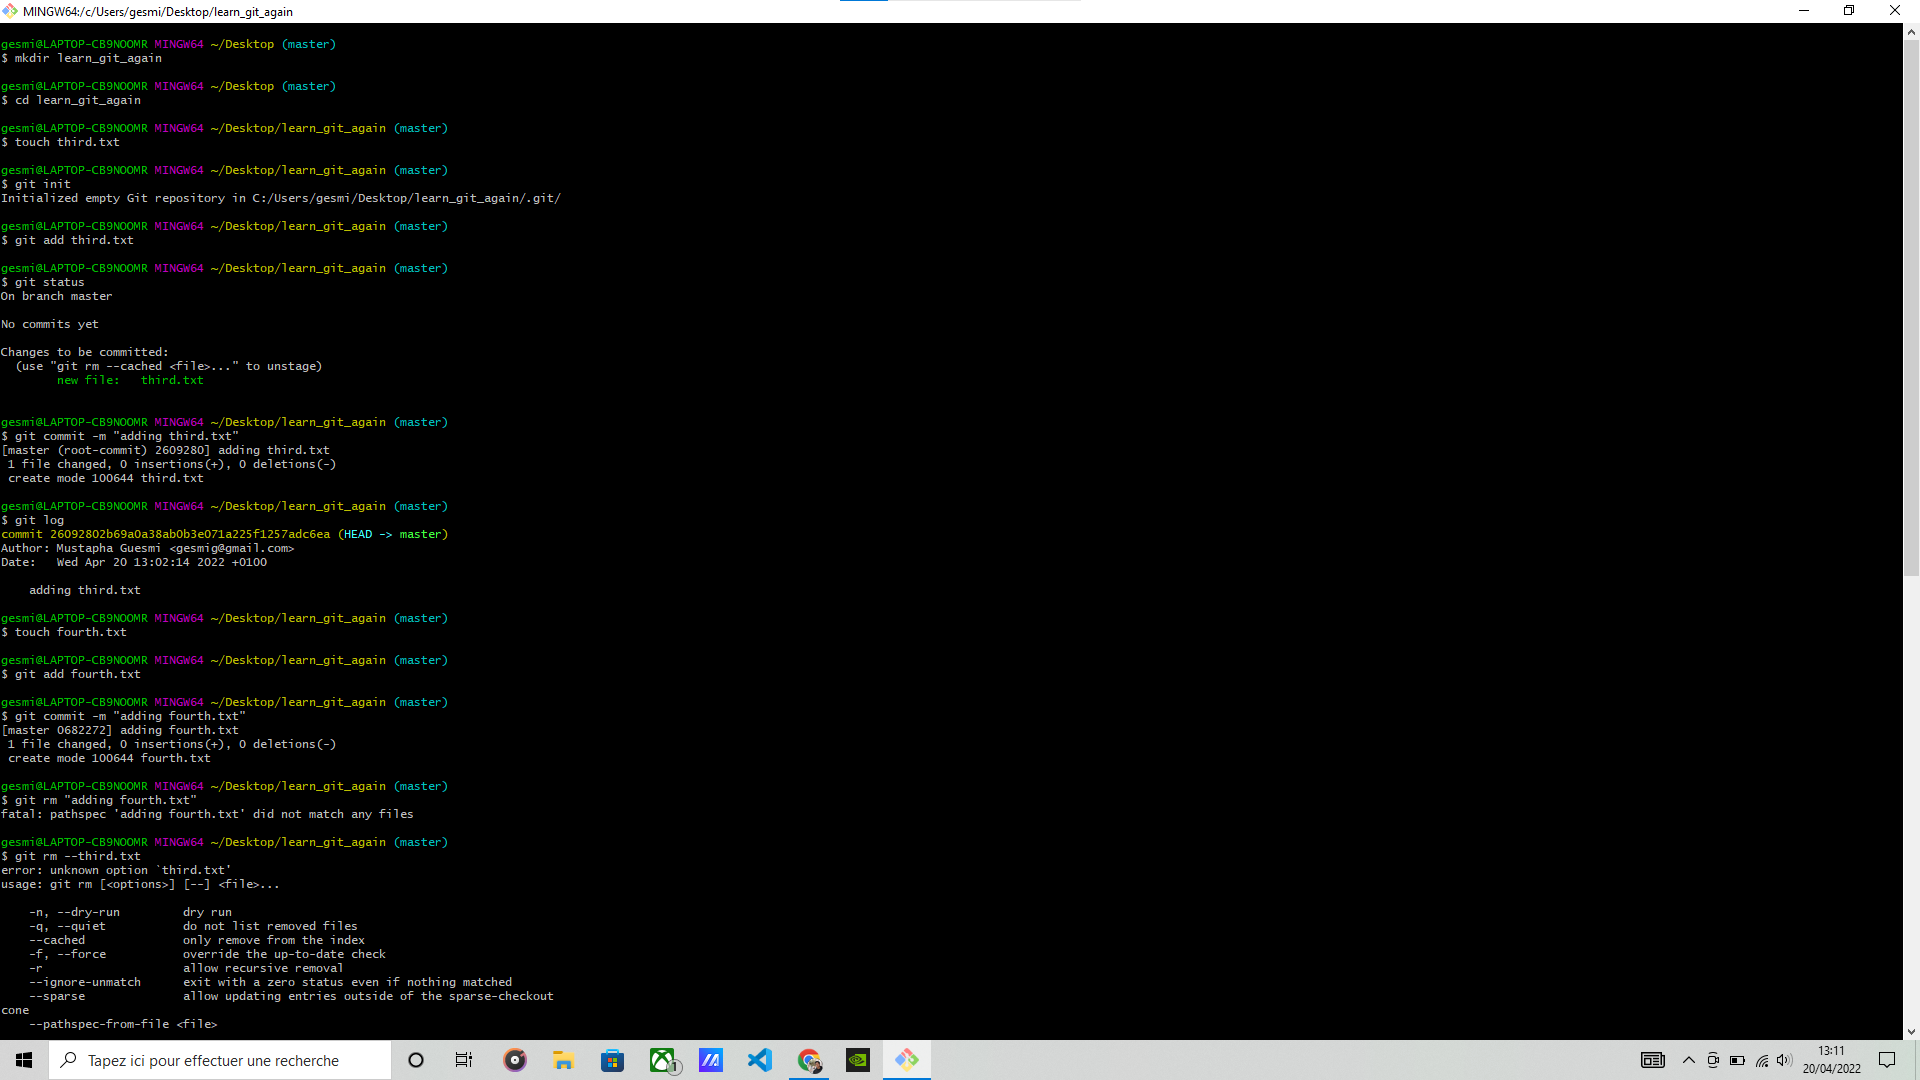 MINGW64:/c/Users/gesmi/Desktop/learn_git_again
gesmi@LAPTOP-CB9NOOMR MINGW64 ~/Desktop (master)
$ mkdir learn_git_again
gesmi@LAPTOP-CB9NOOMR MINGW64 ~/Desktop (master)
$ cd learn_git_again
gesmi@LAPTOP-CB9NOOMR MINGW64 ~/Desktop/learn_git_again (master)
$ touch third.txt
gesmi@LAPTOP-CB9NOOMR MINGW64 ~/Desktop/learn_git_again (master)
$ git init
Initialized empty Git repository in C:/Users/gesmi/Desktop/learn_git_again/.git/
gesmi@LAPTOP-CB9NOOMR MINGW64 ~/Desktop/learn_git_again (master)
$ git add third.txt
gesmi@LAPTOP-CB9NOOMR MINGW64 ~/Desktop/learn_git_again (master)
$ git status
On branch master
No commits yet
Changes to be committed:
  (use "git rm --cached <file>..." to unstage)
        new file:   third.txt
gesmi@LAPTOP-CB9NOOMR MINGW64 ~/Desktop/learn_git_again (master)
$ git commit -m "adding third.txt"
[master (root-commit) 2609280] adding third.txt
 1 file changed, 0 insertions(+), 0 deletions(-)
 create mode 100644 third.txt
gesmi@LAPTOP-CB9NOOMR MINGW64 ~/Desktop/learn_git_again (master)
$ git log
commit 26092802b69a0a38ab0b3e071a225f1257adc6ea (HEAD -> master)
Author: Mustapha Guesmi <gesmig@gmail.com>
Date:   Wed Apr 20 13:02:14 2022 +0100
    adding third.txt
gesmi@LAPTOP-CB9NOOMR MINGW64 ~/Desktop/learn_git_again (master)
$ touch fourth.txt
gesmi@LAPTOP-CB9NOOMR MINGW64 ~/Desktop/learn_git_again (master)
$ git add fourth.txt
gesmi@LAPTOP-CB9NOOMR MINGW64 ~/Desktop/learn_git_again (master)
$ git commit -m "adding fourth.txt"
[master 0682272] adding fourth.txt
 1 file changed, 0 insertions(+), 0 deletions(-)
 create mode 100644 fourth.txt
gesmi@LAPTOP-CB9NOOMR MINGW64 ~/Desktop/learn_git_again (master)
$ git rm "adding fourth.txt"
fatal: pathspec 'adding fourth.txt' did not match any files
gesmi@LAPTOP-CB9NOOMR MINGW64 ~/Desktop/learn_git_again (master)
$ git rm --third.txt
error: unknown option `third.txt'
usage: git rm [<options>] [--] <file>...
    -n, --dry-run         dry run
    -q, --quiet           do not list removed files
    --cached              only remove from the index
    -f, --force           override the up-to-date check
    -r                    allow recursive removal
    --ignore-unmatch      exit with a zero status even if nothing matched
    --sparse              allow updating entries outside of the sparse-checkout
cone
    --pathspec-from-file <file>
Tapez ici pour effectuer une recherche
1
13:11
20/04/2022